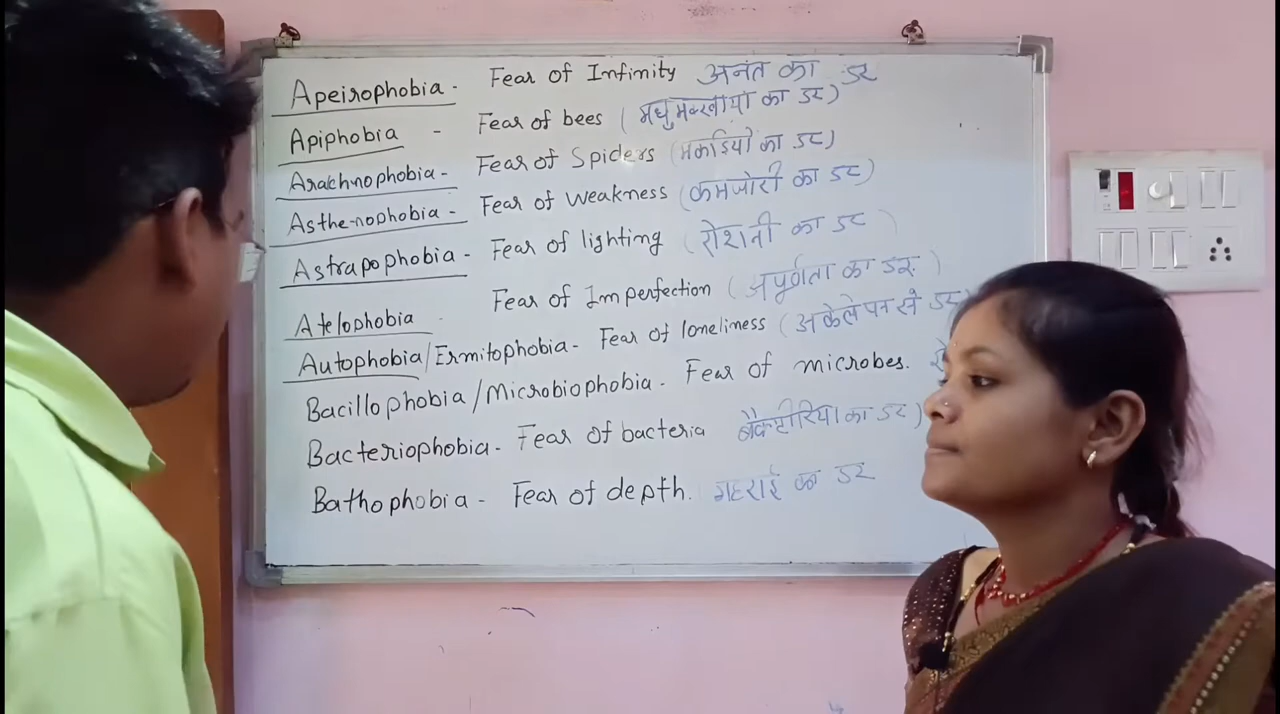 Apeirophobia - Fear of Infinity अनंत का डर
Apiphobia - Fear of bees (मधुमक्खीयों का डर)
Arachnophobia - Fear of Spiders (मकड़ियों का डर)
Asthe-nophobia - Fear of Weakness (कमजोरी का डर)
Astrapophobia - Fear of lighting (रोशनी का डर)
Atelophobia - Fear of Imperfection (अपूर्णता का डर)
Autophobia/Ermitophobia - Fear of loneliness (अकेलेपन से डर
Bacillophobia/Microbiophobia - Fear of microbes.
Bacteriophobia - Fear of bacteria बैक्टीरिया का डर)
Bathophobia - Fear of depth. गहराई का डर